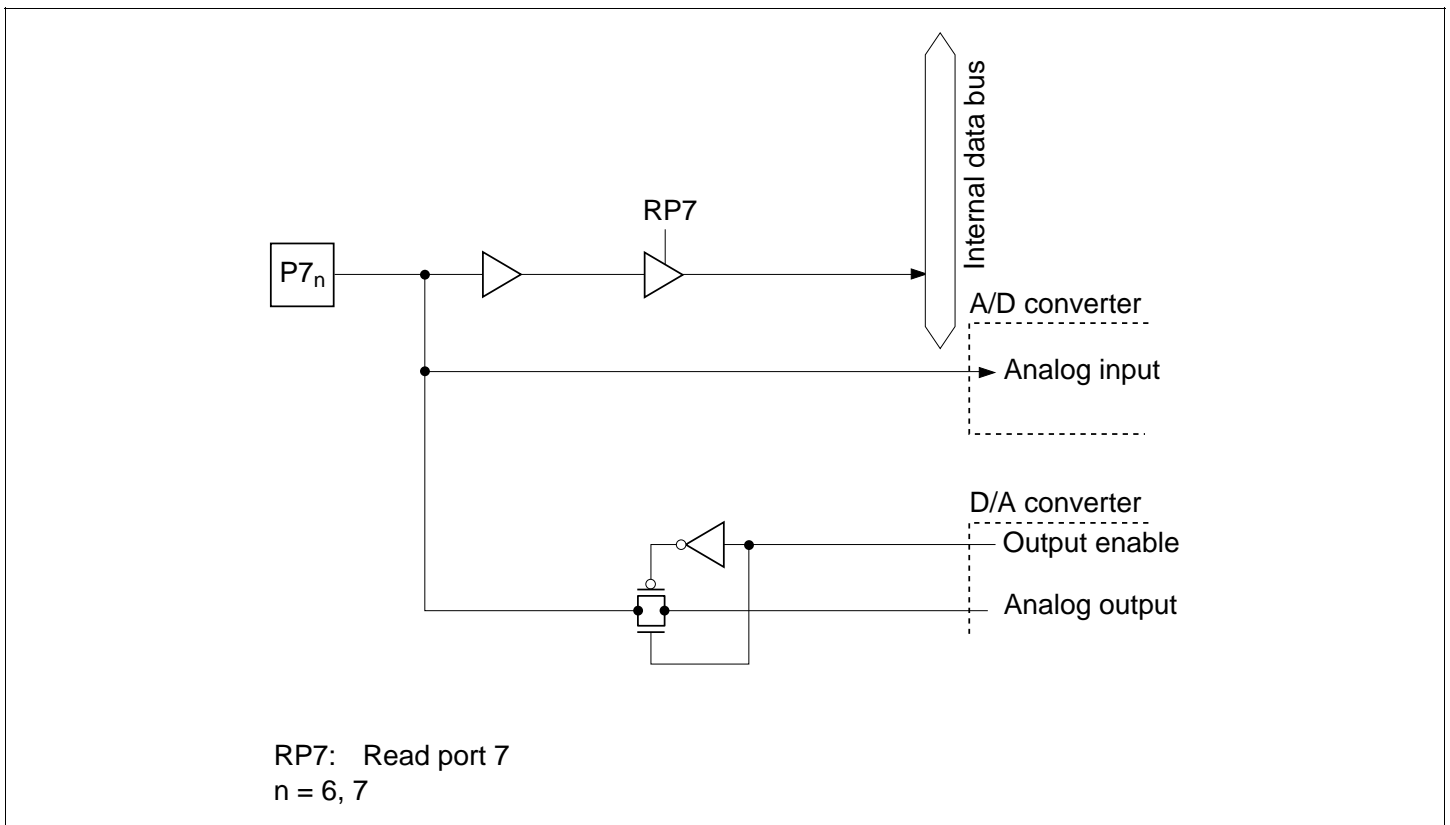 Internal data bus
RP7
P7n
A/D converter
Analog input
D/A converter
Output enable
Analog output
RP7: Read port 7
n = 6, 7